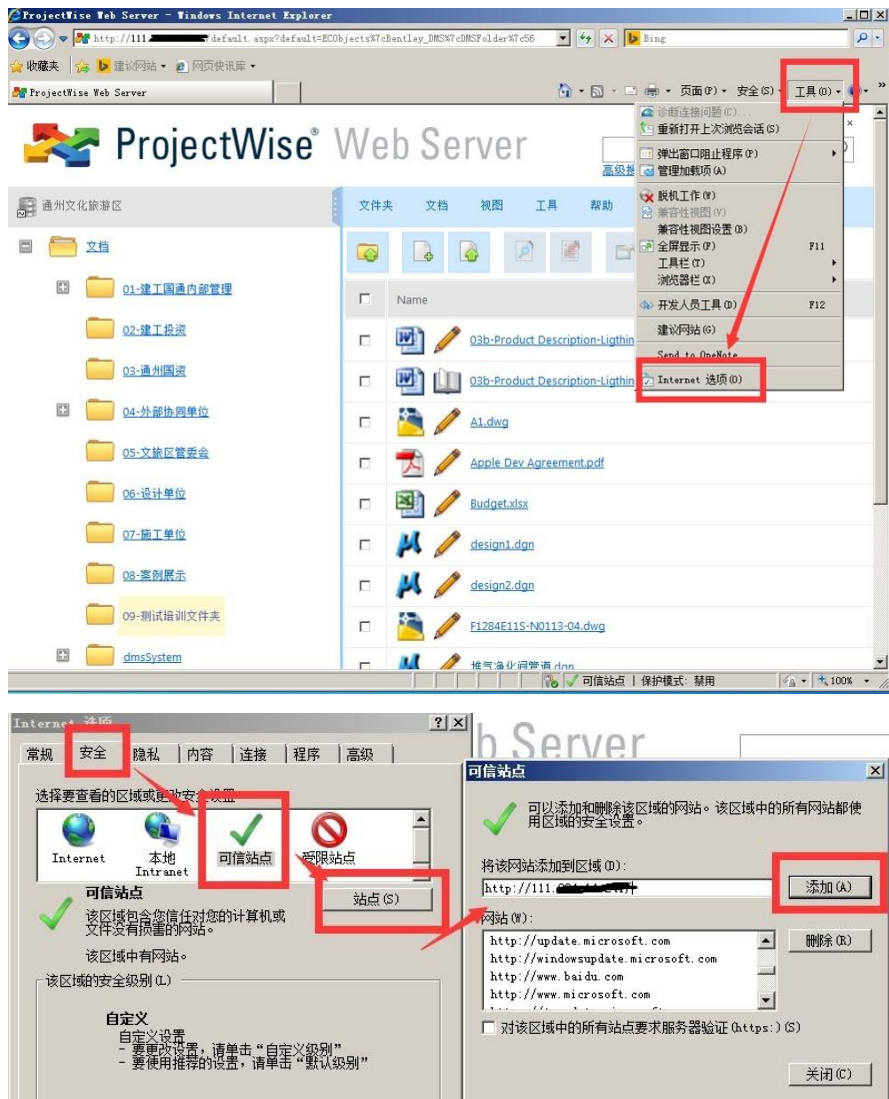 ProjectWise Web Server - Windows Internet Explorer
http://111. default.aspx?default=ECObjects%7cBentley_DMS%7cDMSFolder%7c56
Bing
收藏夹 建议网站 网页快讯库
ProjectWise Web Server
页面(P) 安全(S) 工具(O) »
诊断连接问题(C)...
重新打开上次浏览会话(S)
弹出窗口阻止程序(P)
管理加载项(A)
脱机工作(W)
兼容性视图(V)
兼容性视图设置(B)
全屏显示(F) F11
工具栏(T)
浏览器栏(X)
开发人员工具(D) F12
建议网站(G)
Send to OneNote
Internet 选项(O)
ProjectWise® Web Server
高级搜
通州文化旅游区
文件夹 文档 视图 工具 帮助
文档
01-建工国通内部管理
02-建工投资
03-通州国资
04-外部协同单位
05-文旅区管委会
06-设计单位
07-施工单位
08-案例展示
09-测试培训文件夹
dmsSystem
Name
03b-Product Description-Ligthin
03b-Product Description-Ligthin
A1.dwg
Apple Dev Agreement.pdf
Budget.xlsx
design1.dgn
design2.dgn
F1284E11S-N0113-04.dwg
可信站点 | 保护模式: 禁用
100%
Internet 选项
常规 安全 隐私 内容 连接 程序 高级
选择要查看的区域或更改安全设置
Internet
本地
Intranet
可信站点
受限站点
可信站点
站点(S)
该区域包含您信任对您的计算机或
文件没有损害的网站。
该区域中有网站。
该区域的安全级别(L)
自定义
自定义设置
- 要更改设置，请单击“自定义级别”
- 要使用推荐的设置，请单击“默认级别”
b Server
可信站点
可以添加和删除该区域的网站。该区域中的所有网站都使
用区域的安全设置。
将该网站添加到区域(D):
http://111.
添加(A)
网站(W):
http://update.microsoft.com
http://windowsupdate.microsoft.com
http://www.baidu.com
http://www.microsoft.com
删除(R)
对该区域中的所有站点要求服务器验证(https:)(S)
关闭(C)